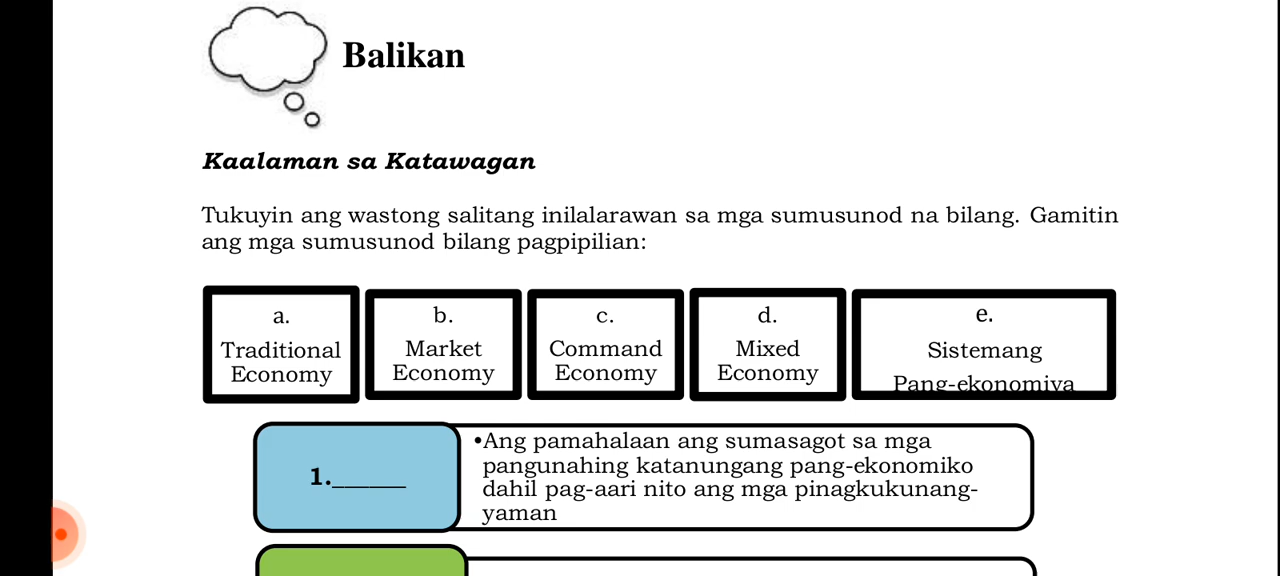 Balikan
Kaalaman sa Katawagan
Tukuyin ang wastong salitang inilalarawan sa mga sumusunod na bilang. Gamitin
ang mga sumusunod bilang pagpipilian:
a.
Traditional
Economy
b.
Market
Economy
c.
Command
Economy
d.
Mixed
Economy
e.
Sistemang
Pang-ekonomiya
1.______
•Ang pamahalaan ang sumasagot sa mga
pangunahing katanungang pang-ekonomiko
dahil pag-aari nito ang mga pinagkukunang-
yaman